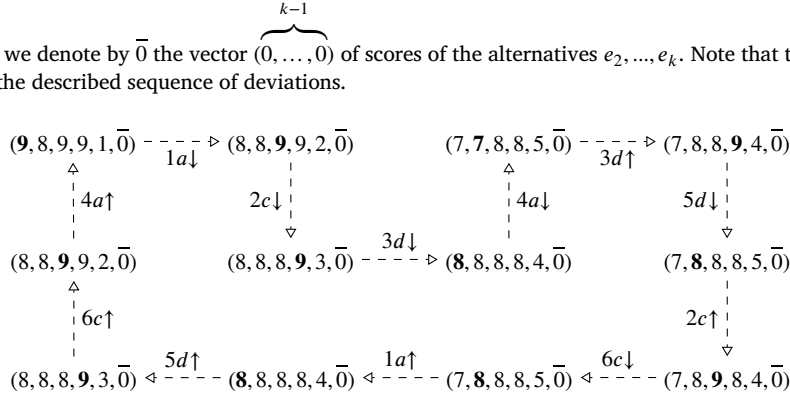 k−1
we denote by 0̅ the vector (0, … , 0) of scores of the alternatives e₂, ..., eₖ. Note that t
the described sequence of deviations.
(9, 8, 9, 9, 1, 0̅) 1a↓ (8, 8, 9, 9, 2, 0̅) (7, 7, 8, 8, 5, 0̅) 3d↑ (7, 8, 8, 9, 4, 0̅)
4a↑ 2c↓ 4a↓ 5d↓
(8, 8, 9, 9, 2, 0̅) (8, 8, 8, 9, 3, 0̅) 3d↓ (8, 8, 8, 8, 4, 0̅) (7, 8, 8, 8, 5, 0̅)
6c↑ 2c↑
(8, 8, 8, 9, 3, 0̅) 5d↑ (8, 8, 8, 8, 4, 0̅) 1a↑ (7, 8, 8, 8, 5, 0̅) 6c↓ (7, 8, 9, 8, 4, 0̅)